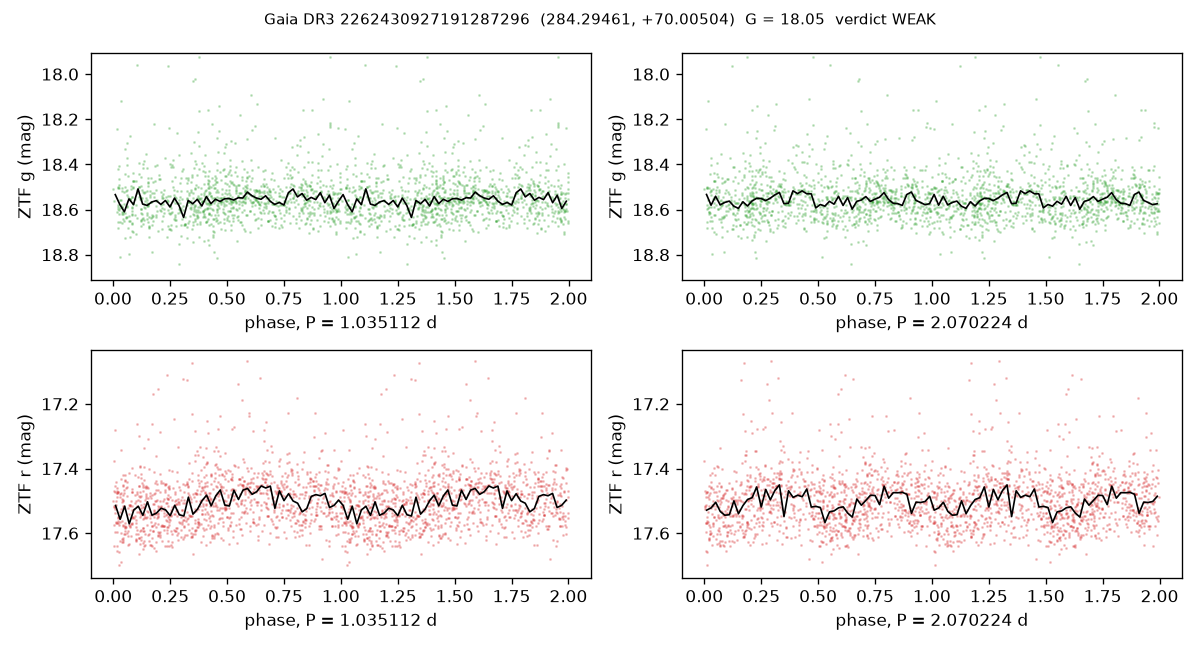 Gaia DR3 2262430927191287296 (284.29461, +70.00504) G = 18.05 verdict WEAK
ZTF g (mag)
18.0
18.2
18.4
18.6
18.8
0.00 0.25 0.50 0.75 1.00 1.25 1.50 1.75 2.00
phase, P = 1.035112 d
ZTF g (mag)
18.0
18.2
18.4
18.6
18.8
0.00 0.25 0.50 0.75 1.00 1.25 1.50 1.75 2.00
phase, P = 2.070224 d
ZTF r (mag)
17.2
17.4
17.6
0.00 0.25 0.50 0.75 1.00 1.25 1.50 1.75 2.00
phase, P = 1.035112 d
ZTF r (mag)
17.2
17.4
17.6
0.00 0.25 0.50 0.75 1.00 1.25 1.50 1.75 2.00
phase, P = 2.070224 d